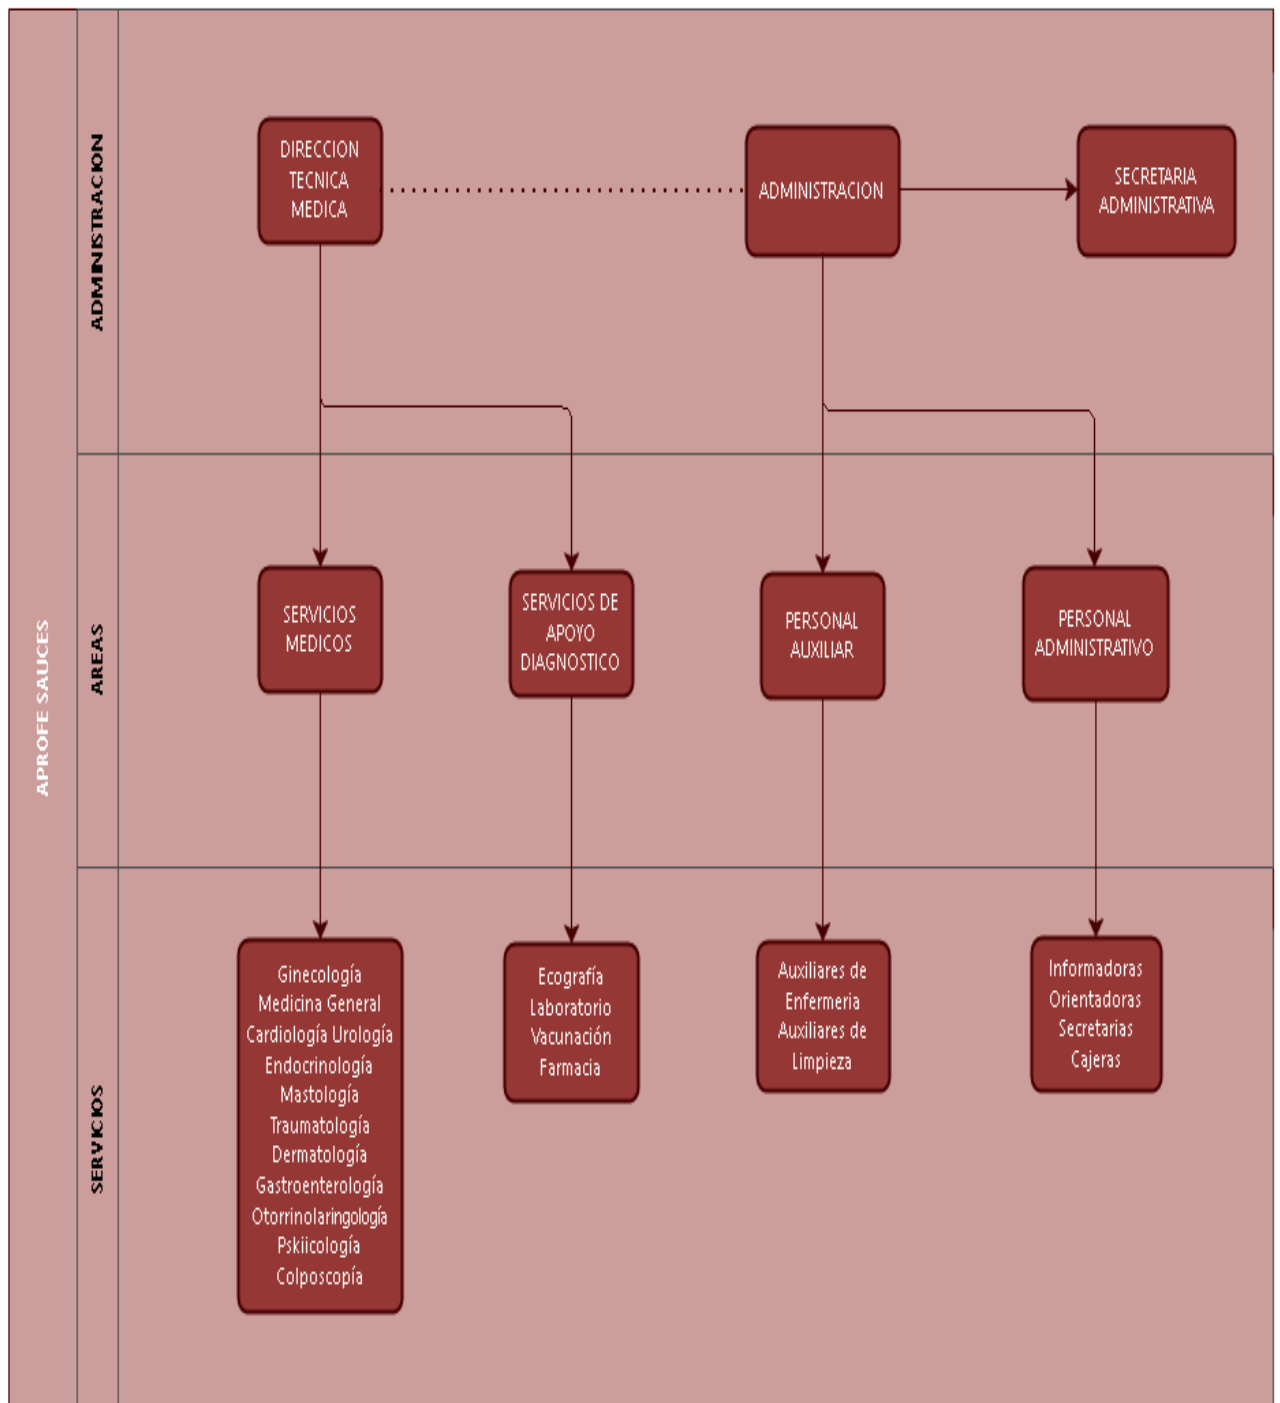 APROFE SAUCES
ADMINISTRACION
DIRECCION
TECNICA
MEDICA
ADMINISTRACION
SECRETARIA
ADMINISTRATIVA
AREAS
SERVICIOS
MEDICOS
SERVICIOS DE
APOYO
DIAGNOSTICO
PERSONAL
AUXILIAR
PERSONAL
ADMINISTRATIVO
SERVICIOS
Ginecología
Medicina General
Cardiología Urología
Endocrinología
Mastología
Traumatología
Dermatología
Gastroenterología
Otorrinolaringología
Pskiicología
Colposcopía
Ecografía
Laboratorio
Vacunación
Farmacia
Auxiliares de
Enfermeria
Auxiliares de
Limpieza
Informadoras
Orientadoras
Secretarias
Cajeras